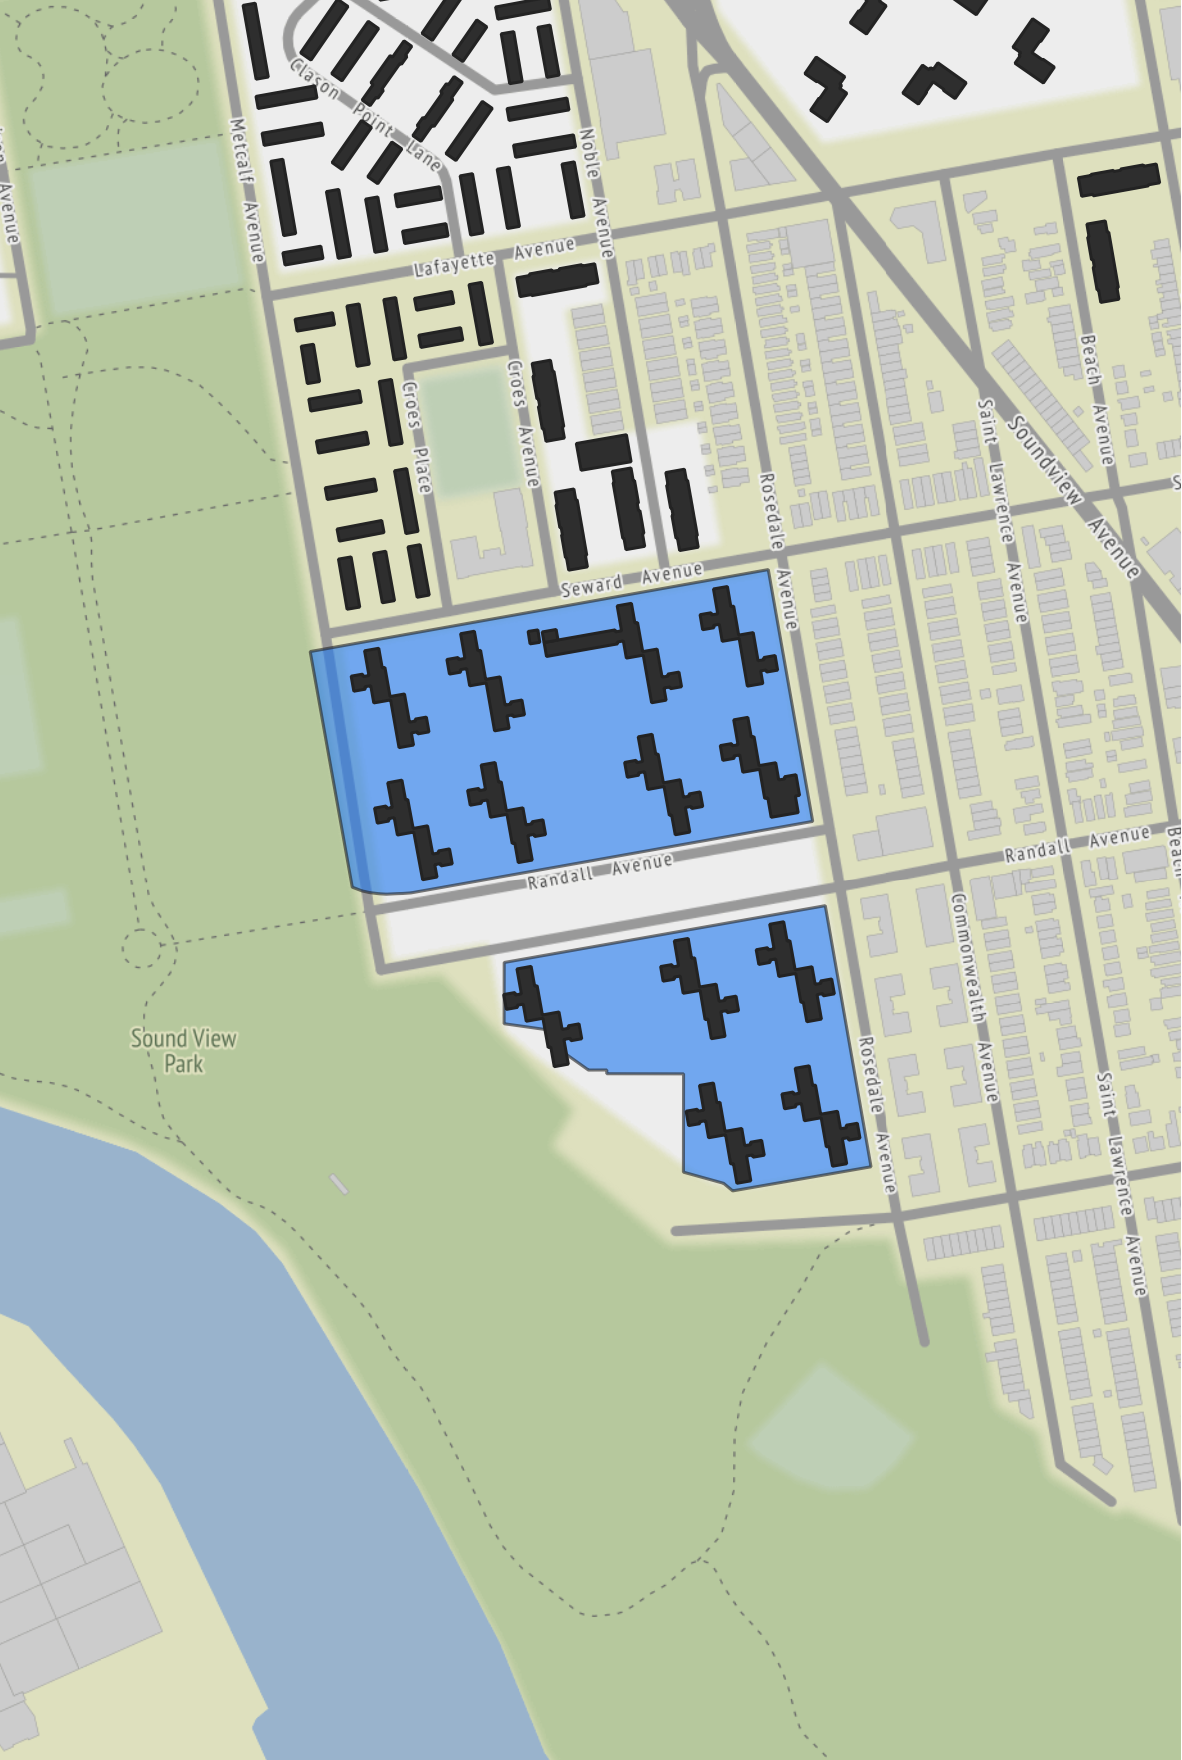 Clason Point Lane
Metcalf Avenue
Noble Avenue
Avenue
Lafayette Avenue
Croes Place
Croes Avenue
Beach Avenue
Saint Lawrence Avenue
Soundview Avenue
Rosedale Avenue
Seward Avenue
Randall Avenue
Randall Avenue
Commonwealth Avenue
Sound View
Park
Rosedale Avenue
Saint Lawrence Avenue
Beach